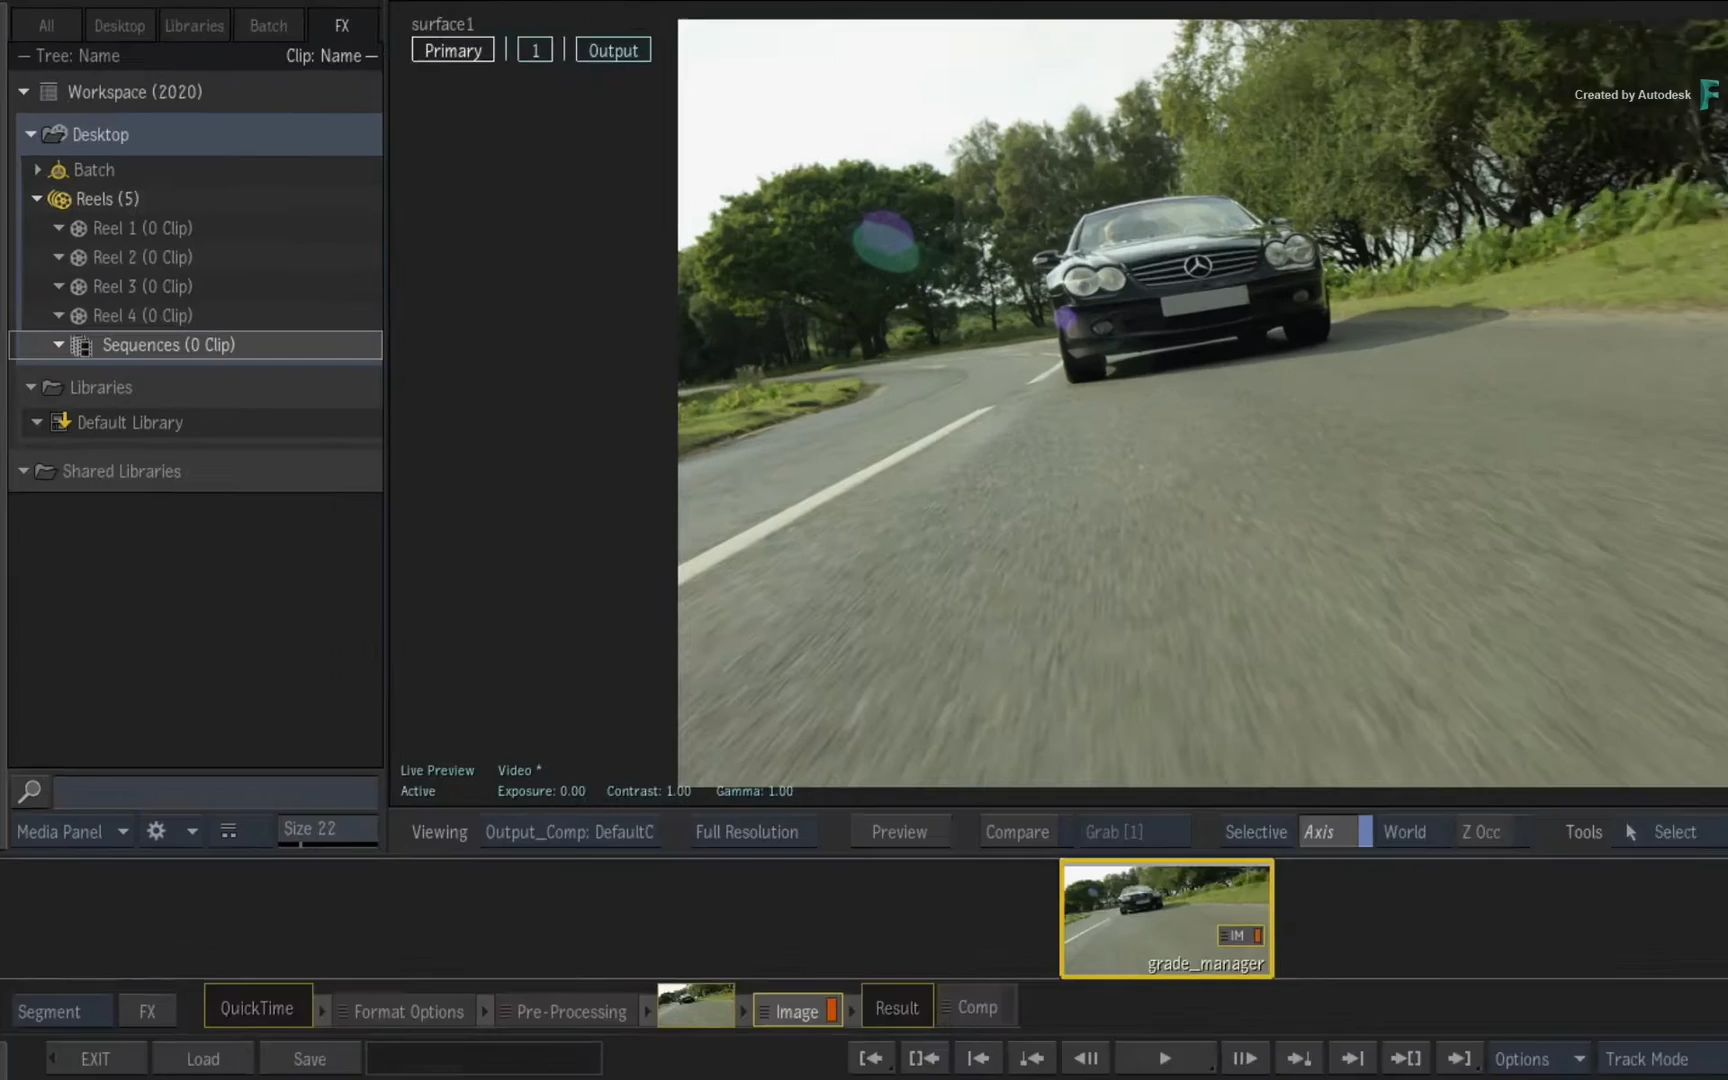 All Desktop Libraries Batch FX
Tree: Name Clip: Name
Workspace (2020)
Desktop
Batch
Reels (5)
Reel 1 (0 Clip)
Reel 2 (0 Clip)
Reel 3 (0 Clip)
Reel 4 (0 Clip)
Sequences (0 Clip)
Libraries
Default Library
Shared Libraries
surface1
Primary 1 Output
Created by Autodesk
Live Preview Video *
Active Exposure: 0.00 Contrast: 1.00 Gamma: 1.00
Media Panel Size 22 Viewing Output_Comp: DefaultC Full Resolution Preview Compare Grab [1] Selective Axis World Z Occ Tools Select
IM
grade_manager
Segment FX QuickTime Format Options Pre-Processing Image Result Comp
EXIT Load Save Options Track Mode